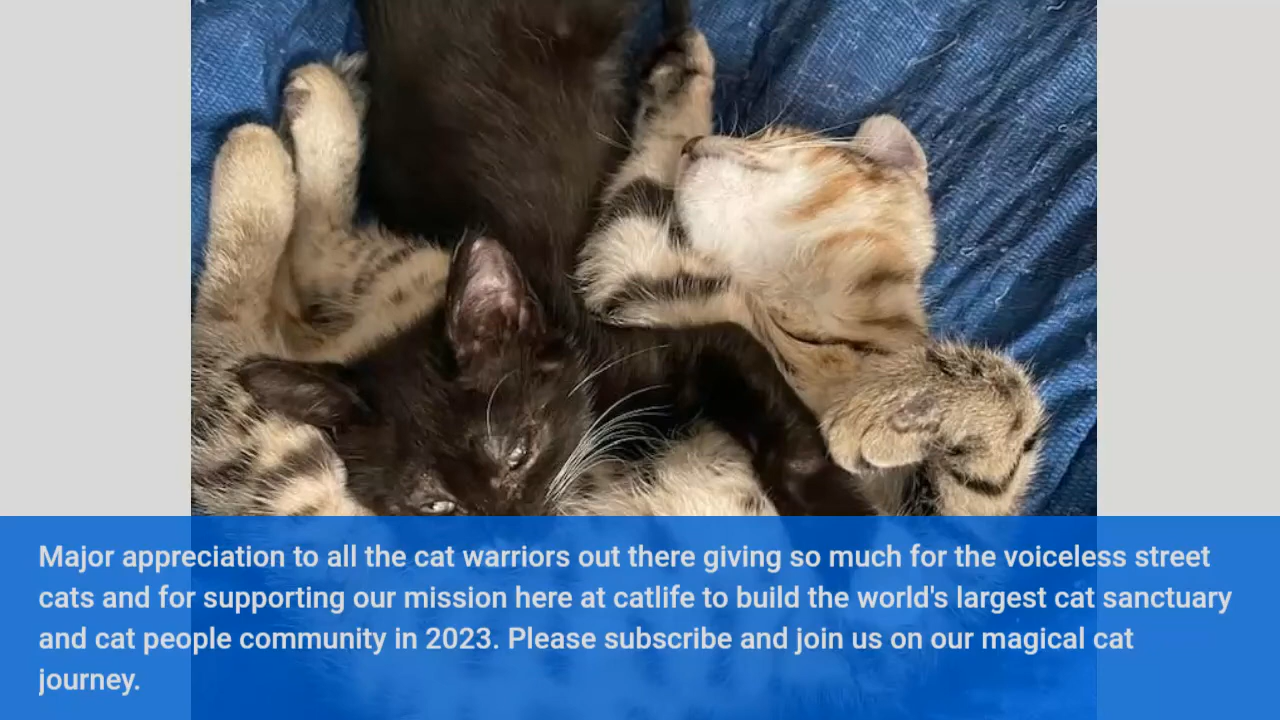 Major appreciation to all the cat warriors out there giving so much for the voiceless street
cats and for supporting our mission here at catlife to build the world's largest cat sanctuary
and cat people community in 2023. Please subscribe and join us on our magical cat
journey.